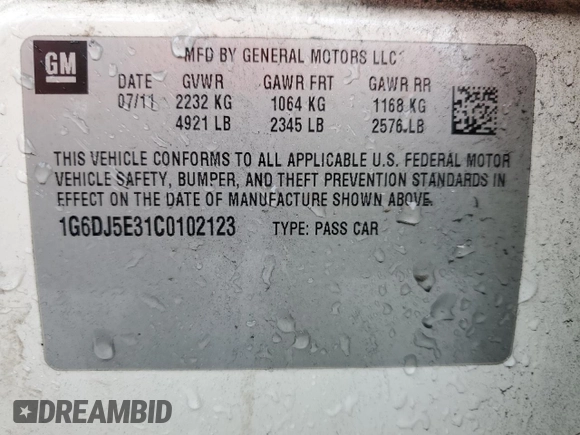 GM
MFD BY GENERAL MOTORS LLC
DATE GVWR GAWR FRT GAWR RR
07/11 2232 KG 1064 KG 1168 KG
4921 LB 2345 LB 2576 LB
THIS VEHICLE CONFORMS TO ALL APPLICABLE U.S. FEDERAL MOTOR
VEHICLE SAFETY, BUMPER, AND THEFT PREVENTION STANDARDS IN
EFFECT ON THE DATE OF MANUFACTURE SHOWN ABOVE.
1G6DJ5E31C0102123 TYPE: PASS CAR
DREAMBID